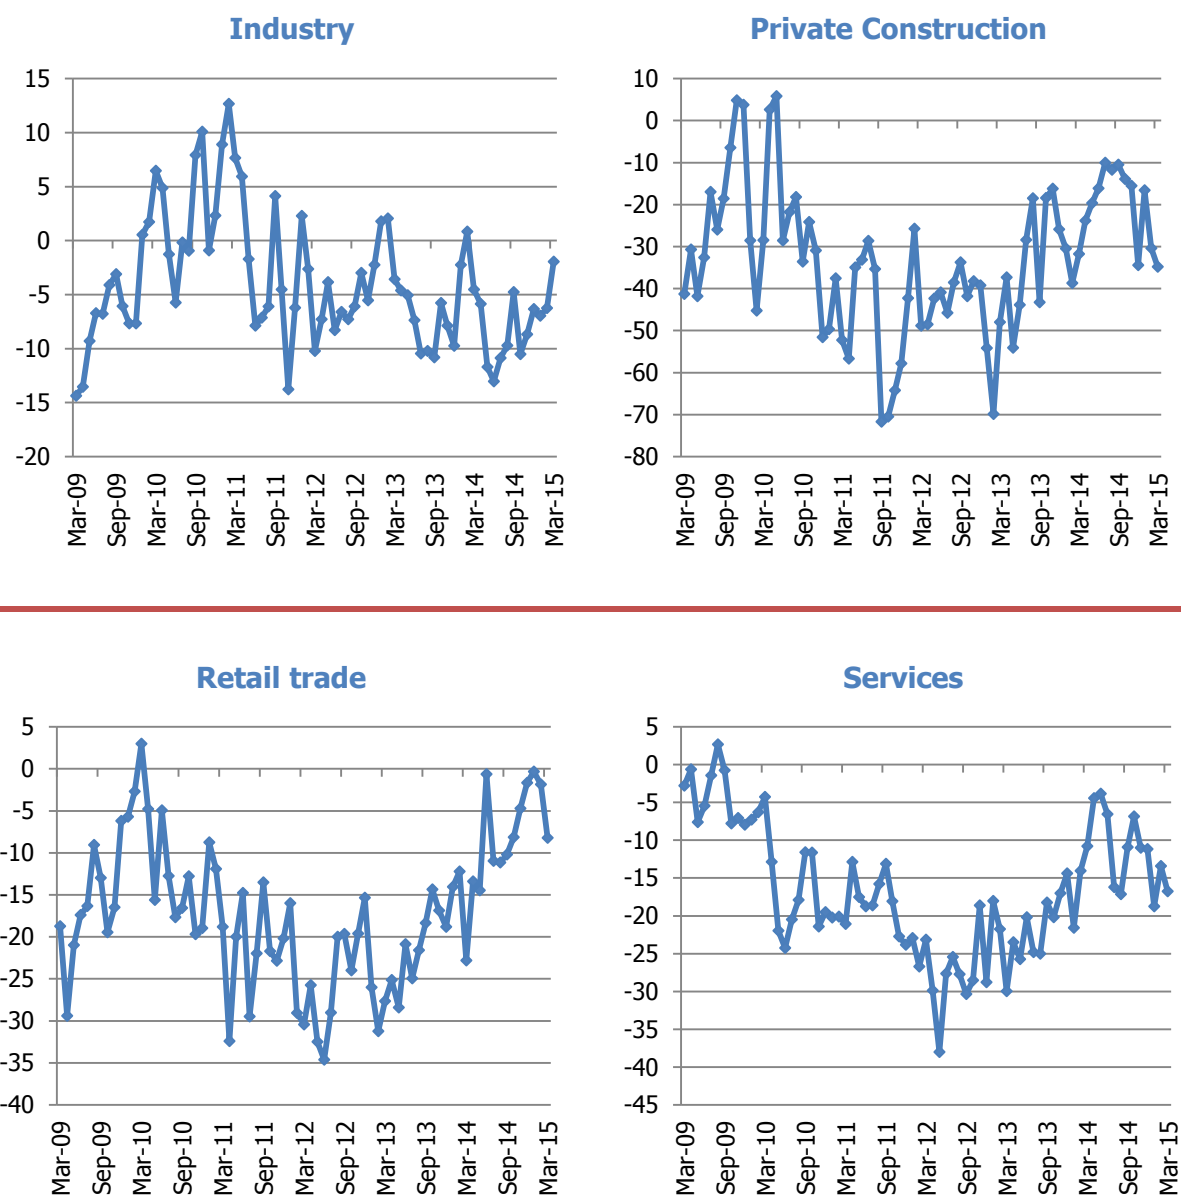 Industry
15
10
5
0
-5
-10
-15
-20
Mar-09
Sep-09
Mar-10
Sep-10
Mar-11
Sep-11
Mar-12
Sep-12
Mar-13
Sep-13
Mar-14
Sep-14
Mar-15
Private Construction
10
0
-10
-20
-30
-40
-50
-60
-70
-80
Mar-09
Sep-09
Mar-10
Sep-10
Mar-11
Sep-11
Mar-12
Sep-12
Mar-13
Sep-13
Mar-14
Sep-14
Mar-15
Retail trade
5
0
-5
-10
-15
-20
-25
-30
-35
-40
Mar-09
Sep-09
Mar-10
Sep-10
Mar-11
Sep-11
Mar-12
Sep-12
Mar-13
Sep-13
Mar-14
Sep-14
Mar-15
Services
5
0
-5
-10
-15
-20
-25
-30
-35
-40
-45
Mar-09
Sep-09
Mar-10
Sep-10
Mar-11
Sep-11
Mar-12
Sep-12
Mar-13
Sep-13
Mar-14
Sep-14
Mar-15